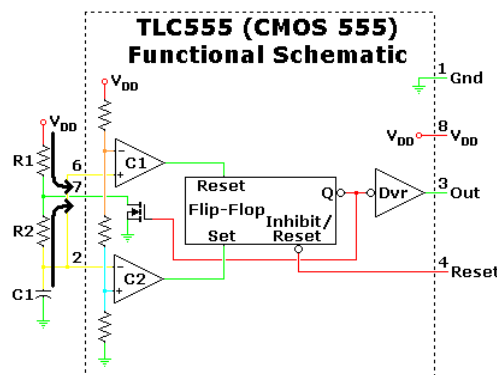 TLC555 (CMOS 555)
Functional Schematic
1
Gnd
VDD
VDD
8
VDD
VDD
R1
6
C1
7
Reset
Q
Dvr
3
Out
Flip-Flop
Inhibit/
Reset
R2
Set
2
C2
4
Reset
C1
-
+
-
+